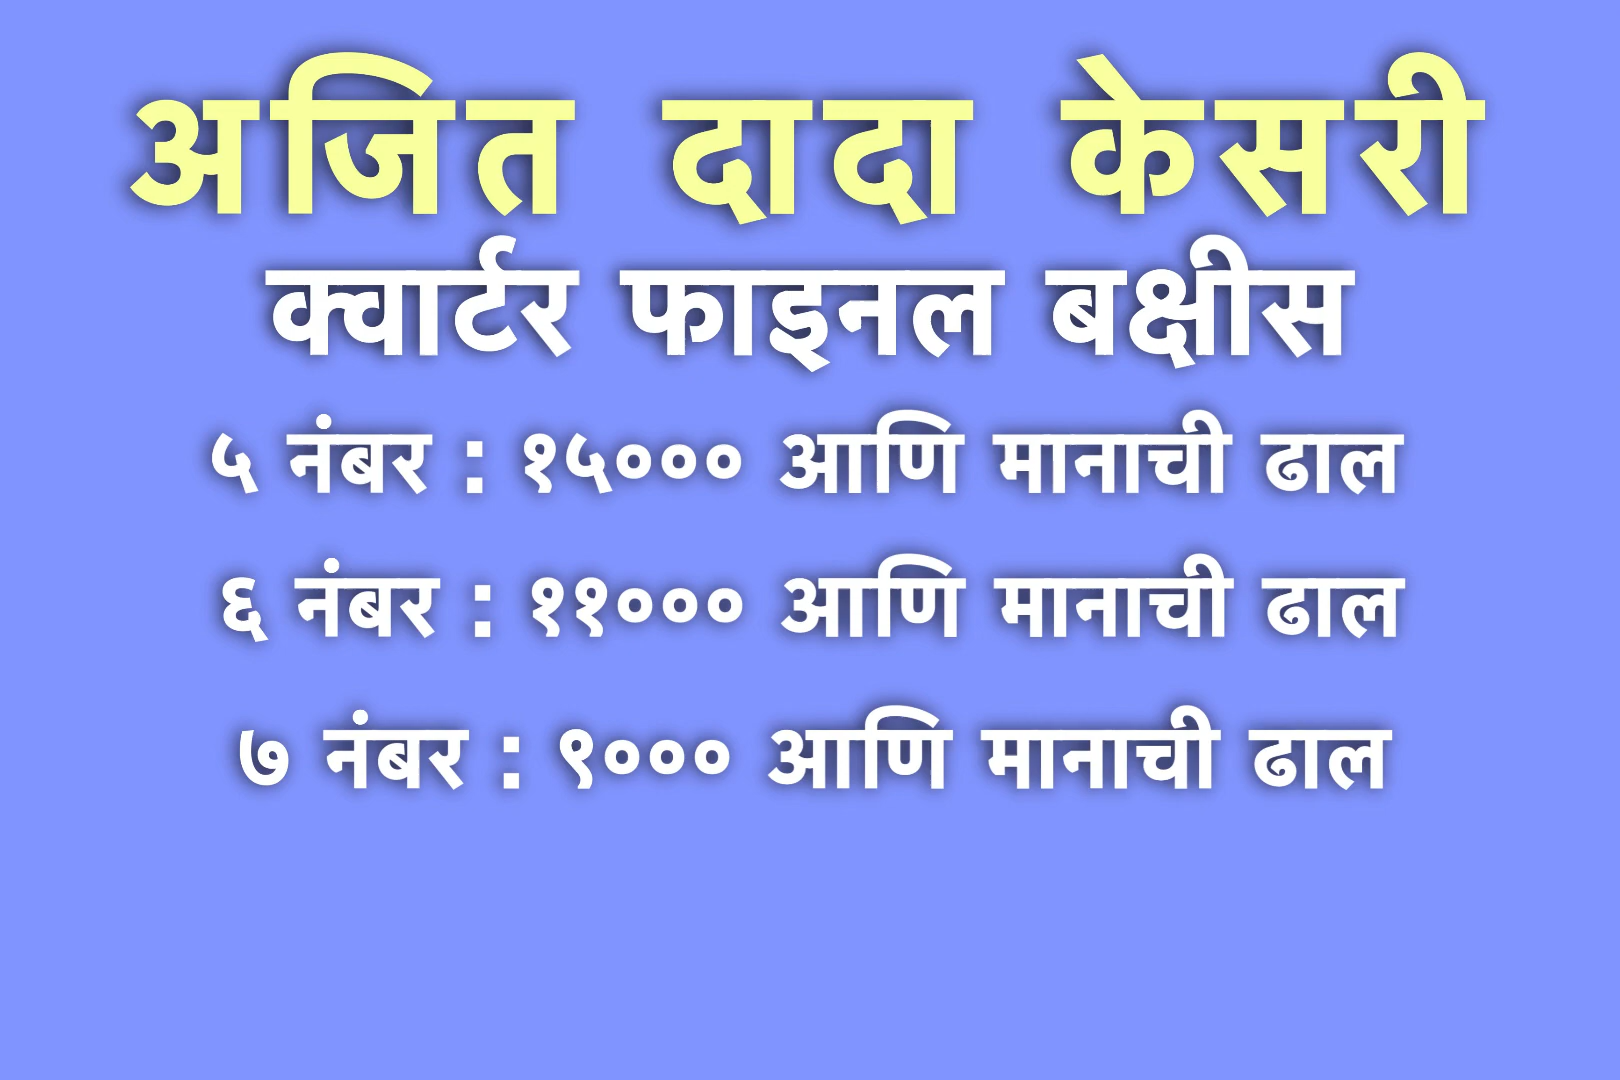 अजित दादा केसरी
क्वार्टर फाइनल बक्षीस
५ नंबर : १५००० आणि मानाची ढाल
६ नंबर : ११००० आणि मानाची ढाल
७ नंबर : ९००० आणि मानाची ढाल